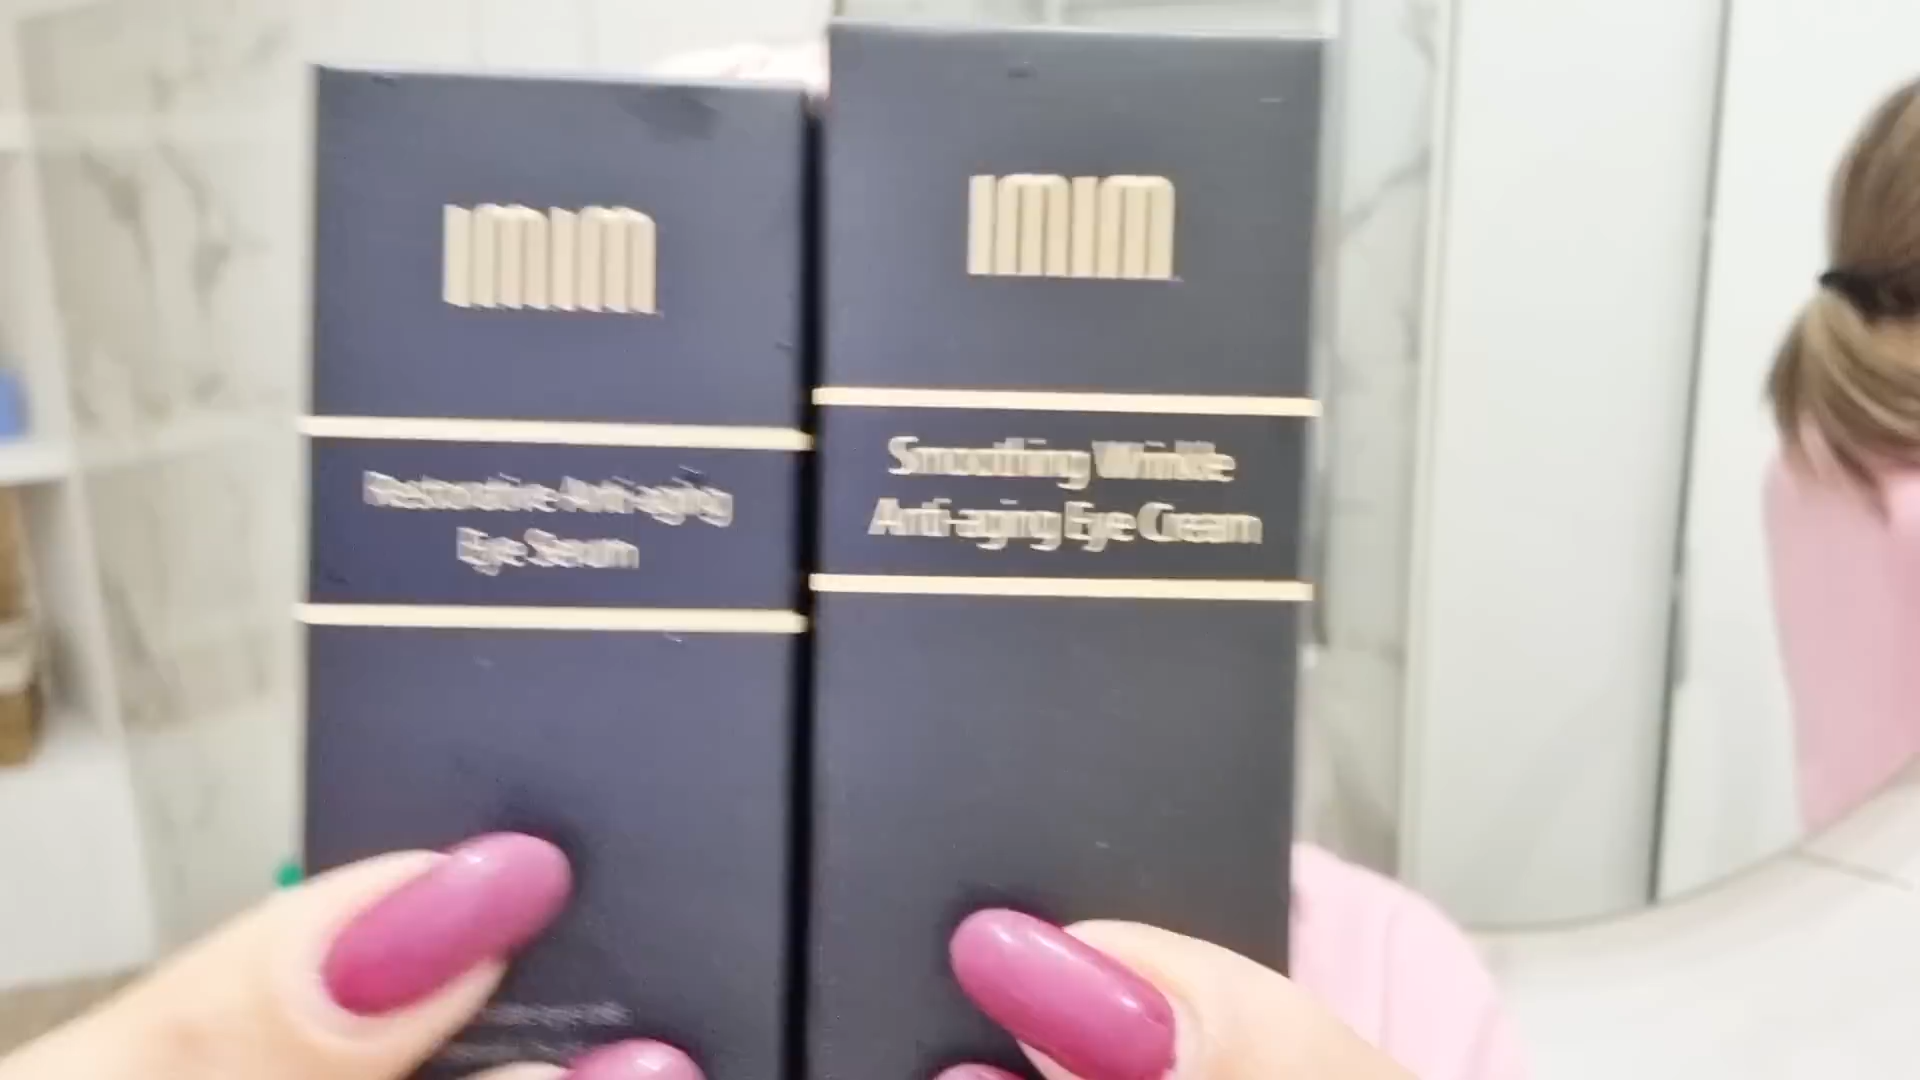 ImIm
Restorative Anti-aging
Eye Serum
ImIm
Smoothing Wrinkle
Anti-aging Eye Cream